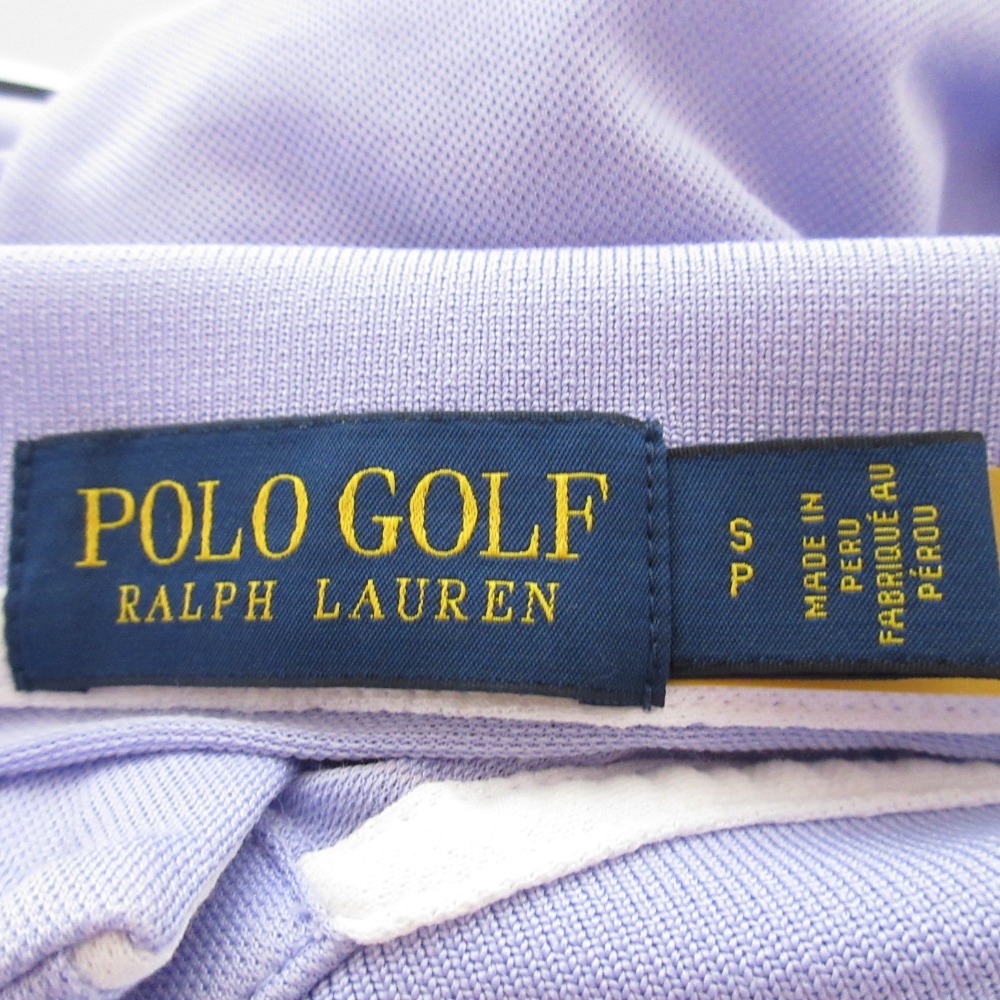 POLO GOLF
RALPH LAUREN
S
P
MADE IN
PERU
FABRIQUÉ AU
PÉROU